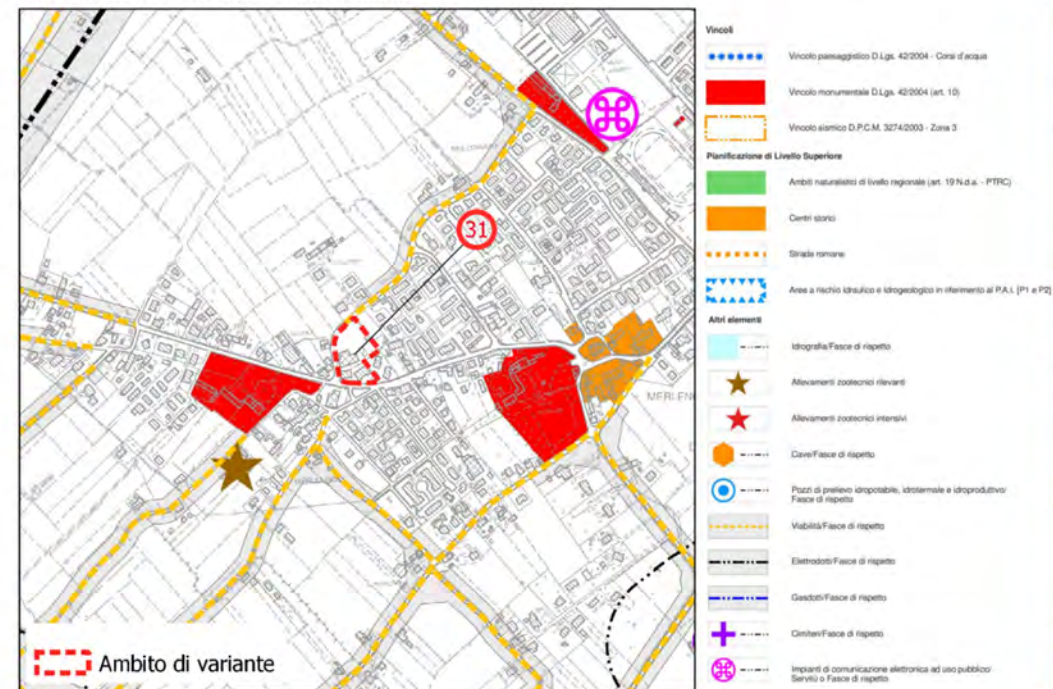 31
MERLENG
Ambito di variante
Vincoli
Vincolo paesaggistico D.Lgs. 42/2004 - Corsi d'acqua
Vincolo monumentale D.Lgs. 42/2004 (art. 10)
Vincolo sismico D.P.C.M. 3274/2003 - Zona 3
Pianificazione di Livello Superiore
Ambiti naturalistici di livello regionale (art. 19 N.d.a. - PTRC)
Centri storici
Strade romane
Aree a rischio Idraulico e Idrogeologico in riferimento al P.A.I. [P1 e P2]
Altri elementi
Idrografia/Fasce di rispetto
Allevamenti zootecnici rilevanti
Allevamenti zootecnici intensivi
Cave/Fasce di rispetto
Pozzi di prelievo idropotabile, idrotermale e idroproduttivo/
Fasce di rispetto
Viabilità/Fasce di rispetto
Elettrodotti/Fasce di rispetto
Gasdotti/Fasce di rispetto
Cimiteri/Fasce di rispetto
Impianti di comunicazione elettronica ad uso pubblico/
Servitù o Fasce di rispetto